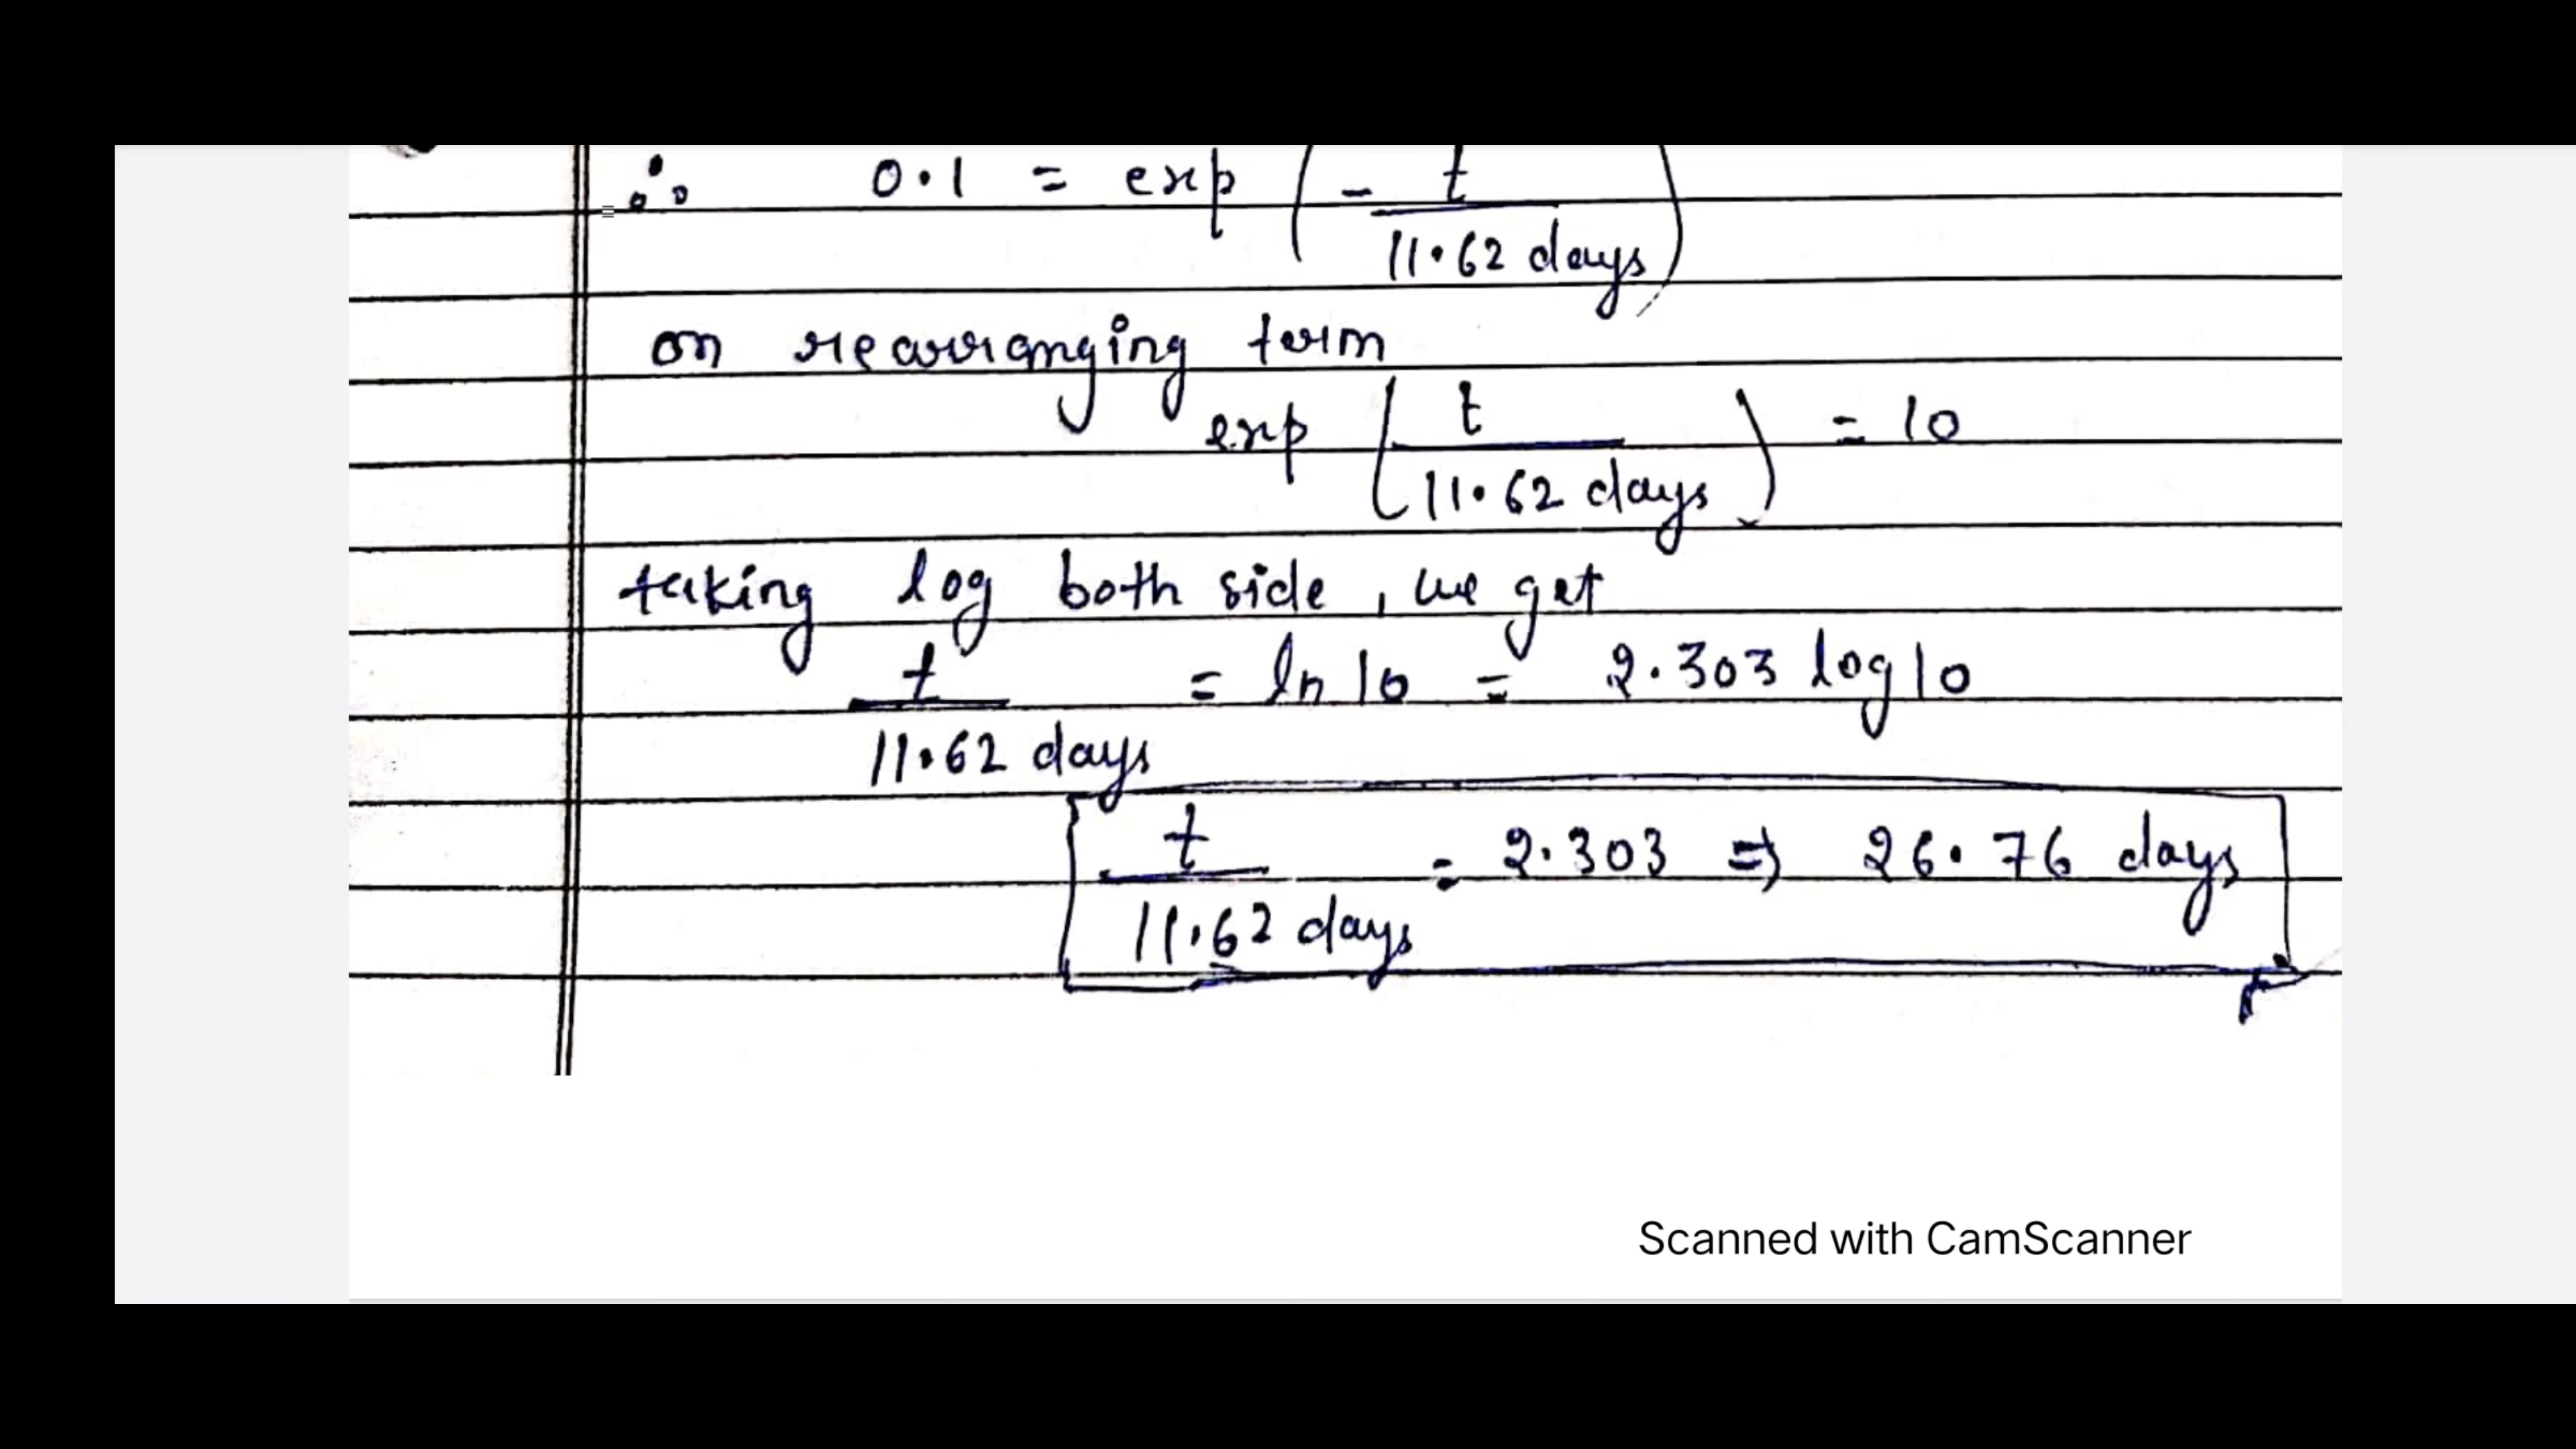 ∴ 0.1 = exp ( - t / 11.62 days )
on rearranging term
exp ( t / 11.62 days ) = 10
taking log both side, we get
t / 11.62 days = ln 10 = 2.303 log 10
t / 11.62 days = 2.303 ⇒ 26.76 days
Scanned with CamScanner